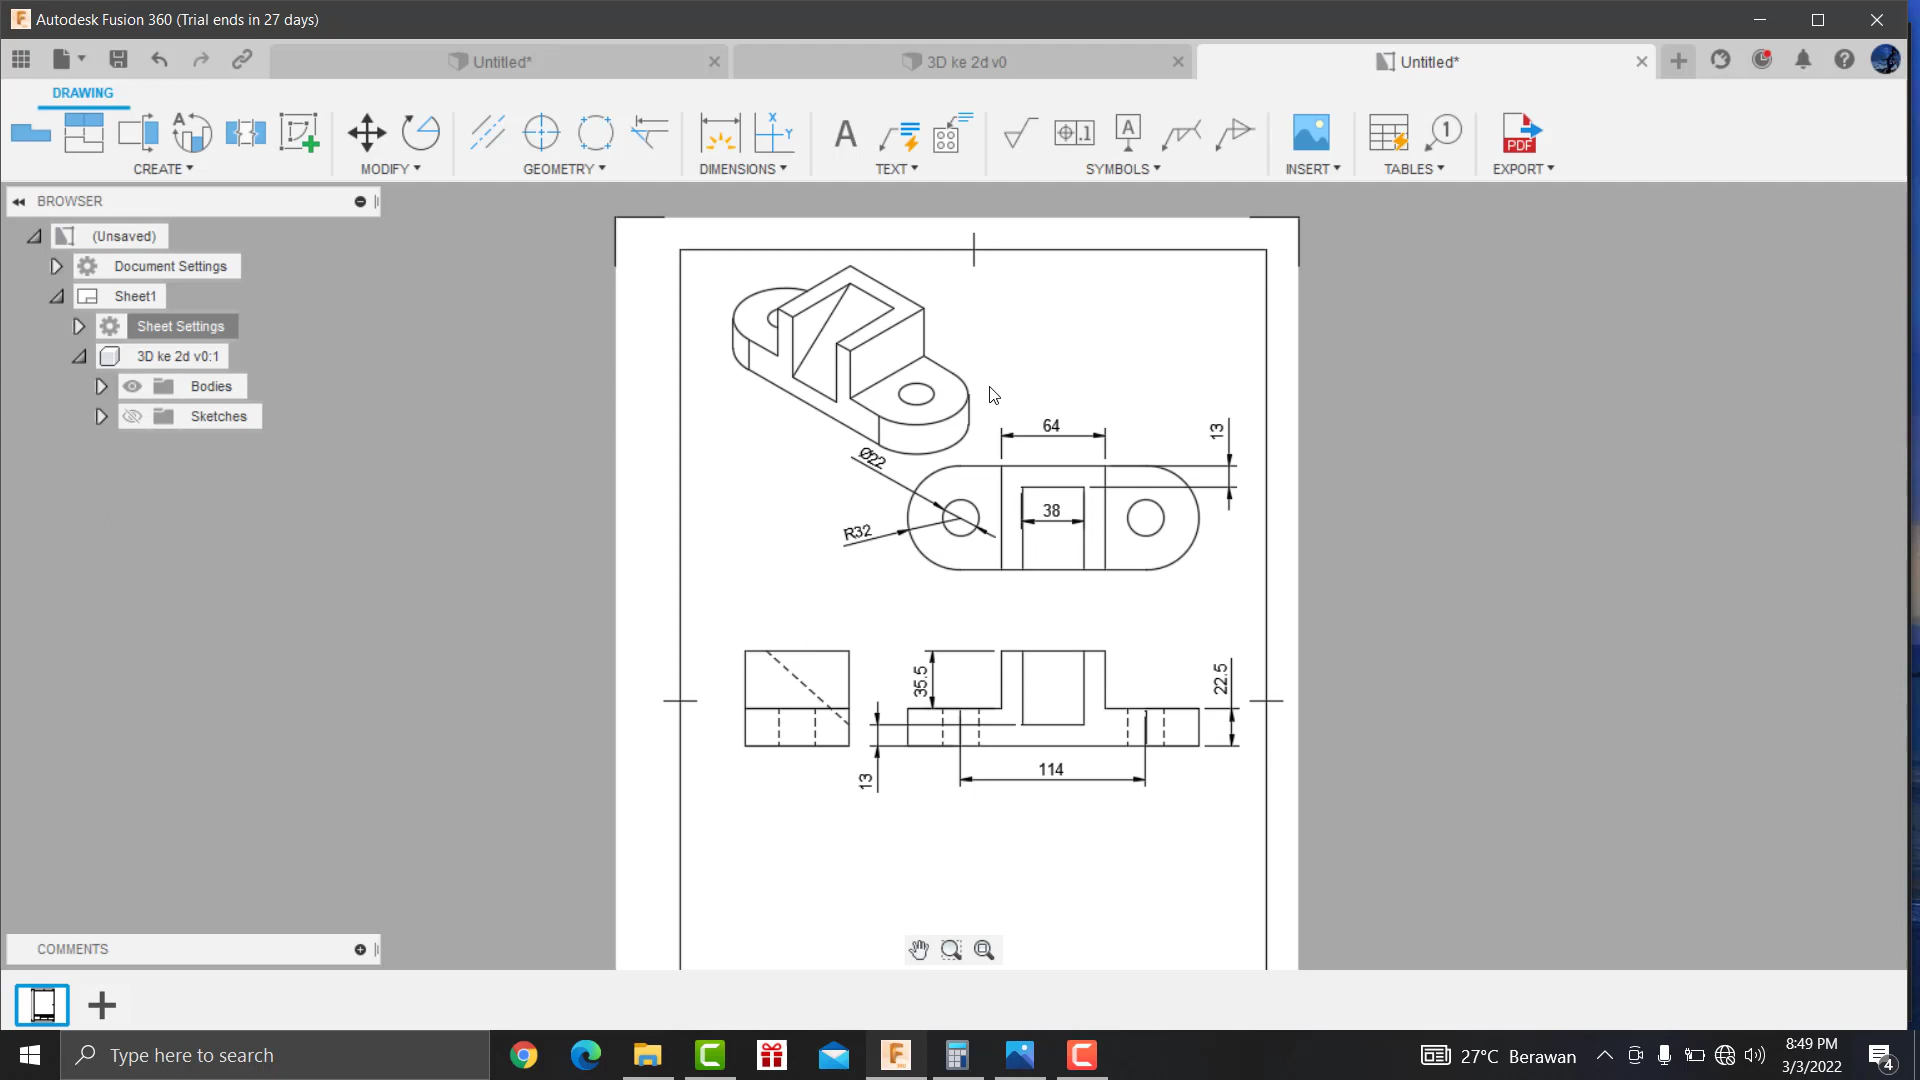 Autodesk Fusion 360 (Trial ends in 27 days)
Untitled*
3D ke 2d v0
Untitled*
DRAWING
CREATE
MODIFY
GEOMETRY
DIMENSIONS
TEXT
SYMBOLS
INSERT
TABLES
EXPORT
BROWSER
(Unsaved)
Document Settings
Sheet1
Sheet Settings
3D ke 2d v0:1
Bodies
Sketches
64
13
Ø22
38
R32
35.5
22.5
13
114
COMMENTS
Type here to search
27°C Berawan
8:49 PM
3/3/2022
4
A
X
Y
A
.1
A
1
PDF